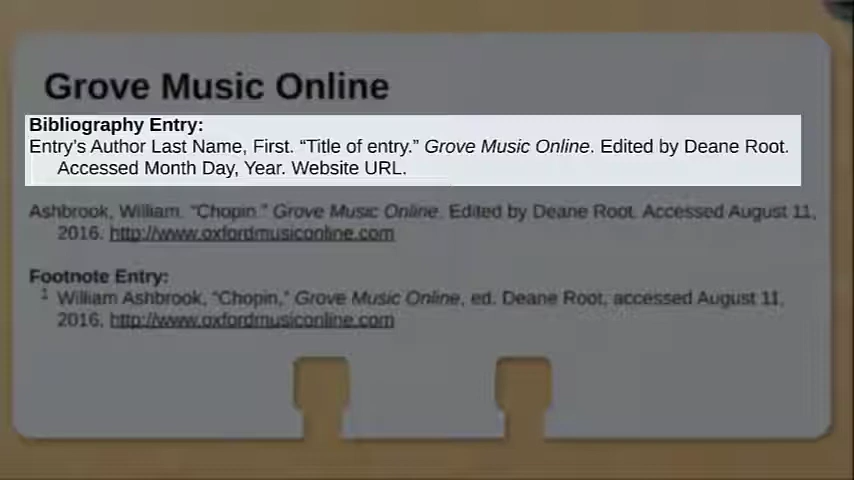 Grove Music Online
Bibliography Entry:
Entry's Author Last Name, First. “Title of entry.” Grove Music Online. Edited by Deane Root.
Accessed Month Day, Year. Website URL.
Ashbrook, William. “Chopin.” Grove Music Online. Edited by Deane Root. Accessed August 11,
2016. http://www.oxfordmusiconline.com
Footnote Entry:
1 William Ashbrook, “Chopin,” Grove Music Online, ed. Deane Root, accessed August 11,
2016, http://www.oxfordmusiconline.com